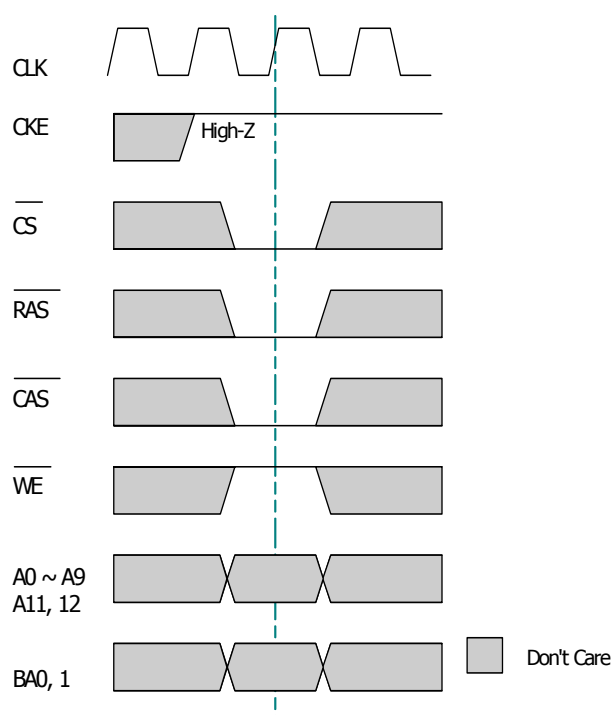 CLK
CKE
High-Z
CS
RAS
CAS
WE
A0 ~ A9
A11, 12
BA0, 1
Don't Care